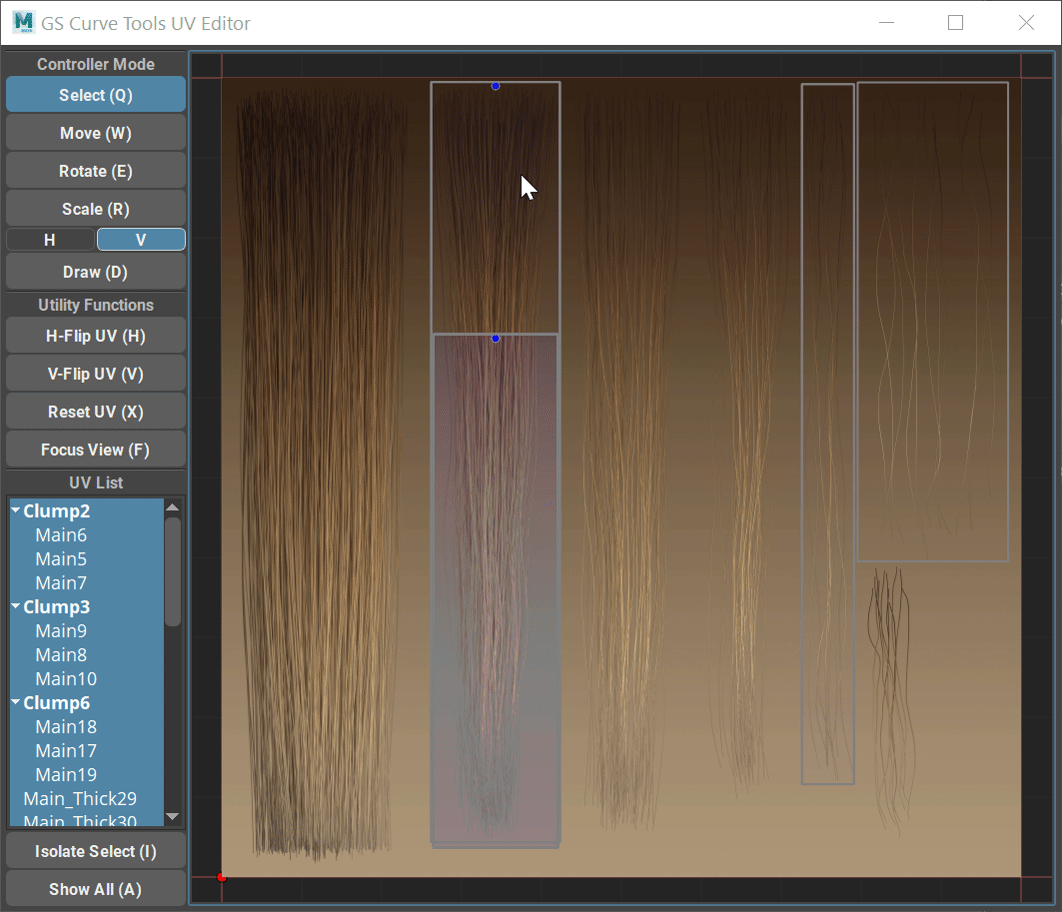 GS Curve Tools UV Editor
Controller Mode
Select (Q)
Move (W)
Rotate (E)
Scale (R)
H V
Draw (D)
Utility Functions
H-Flip UV (H)
V-Flip UV (V)
Reset UV (X)
Focus View (F)
UV List
Clump2
Main6
Main5
Main7
Clump3
Main9
Main8
Main10
Clump6
Main18
Main17
Main19
Main_Thick29
Main_Thick30
Isolate Select (I)
Show All (A)